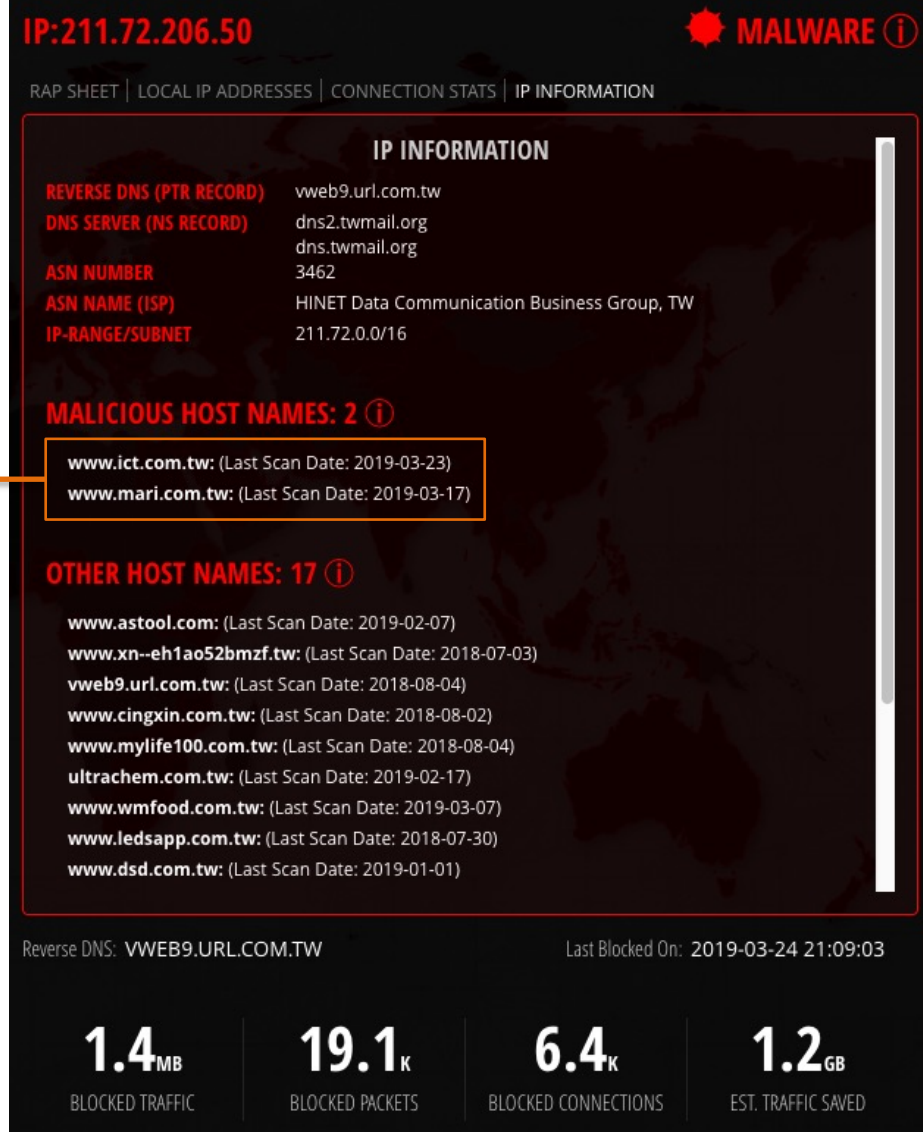 IP:211.72.206.50 MALWARE i
RAP SHEET | LOCAL IP ADDRESSES | CONNECTION STATS | IP INFORMATION
IP INFORMATION
REVERSE DNS (PTR RECORD) vweb9.url.com.tw
DNS SERVER (NS RECORD) dns2.twmail.org
dns.twmail.org
ASN NUMBER 3462
ASN NAME (ISP) HINET Data Communication Business Group, TW
IP-RANGE/SUBNET 211.72.0.0/16
MALICIOUS HOST NAMES: 2 i
www.ict.com.tw: (Last Scan Date: 2019-03-23)
www.mari.com.tw: (Last Scan Date: 2019-03-17)
OTHER HOST NAMES: 17 i
www.astool.com: (Last Scan Date: 2019-02-07)
www.xn--eh1ao52bmzf.tw: (Last Scan Date: 2018-07-03)
vweb9.url.com.tw: (Last Scan Date: 2018-08-04)
www.cingxin.com.tw: (Last Scan Date: 2018-08-02)
www.mylife100.com.tw: (Last Scan Date: 2018-08-04)
ultrachem.com.tw: (Last Scan Date: 2019-02-17)
www.wmfood.com.tw: (Last Scan Date: 2019-03-07)
www.ledsapp.com.tw: (Last Scan Date: 2018-07-30)
www.dsd.com.tw: (Last Scan Date: 2019-01-01)
Reverse DNS: VWEB9.URL.COM.TW Last Blocked On: 2019-03-24 21:09:03
1.4 MB 19.1 K 6.4 K 1.2 GB
BLOCKED TRAFFIC BLOCKED PACKETS BLOCKED CONNECTIONS EST. TRAFFIC SAVED